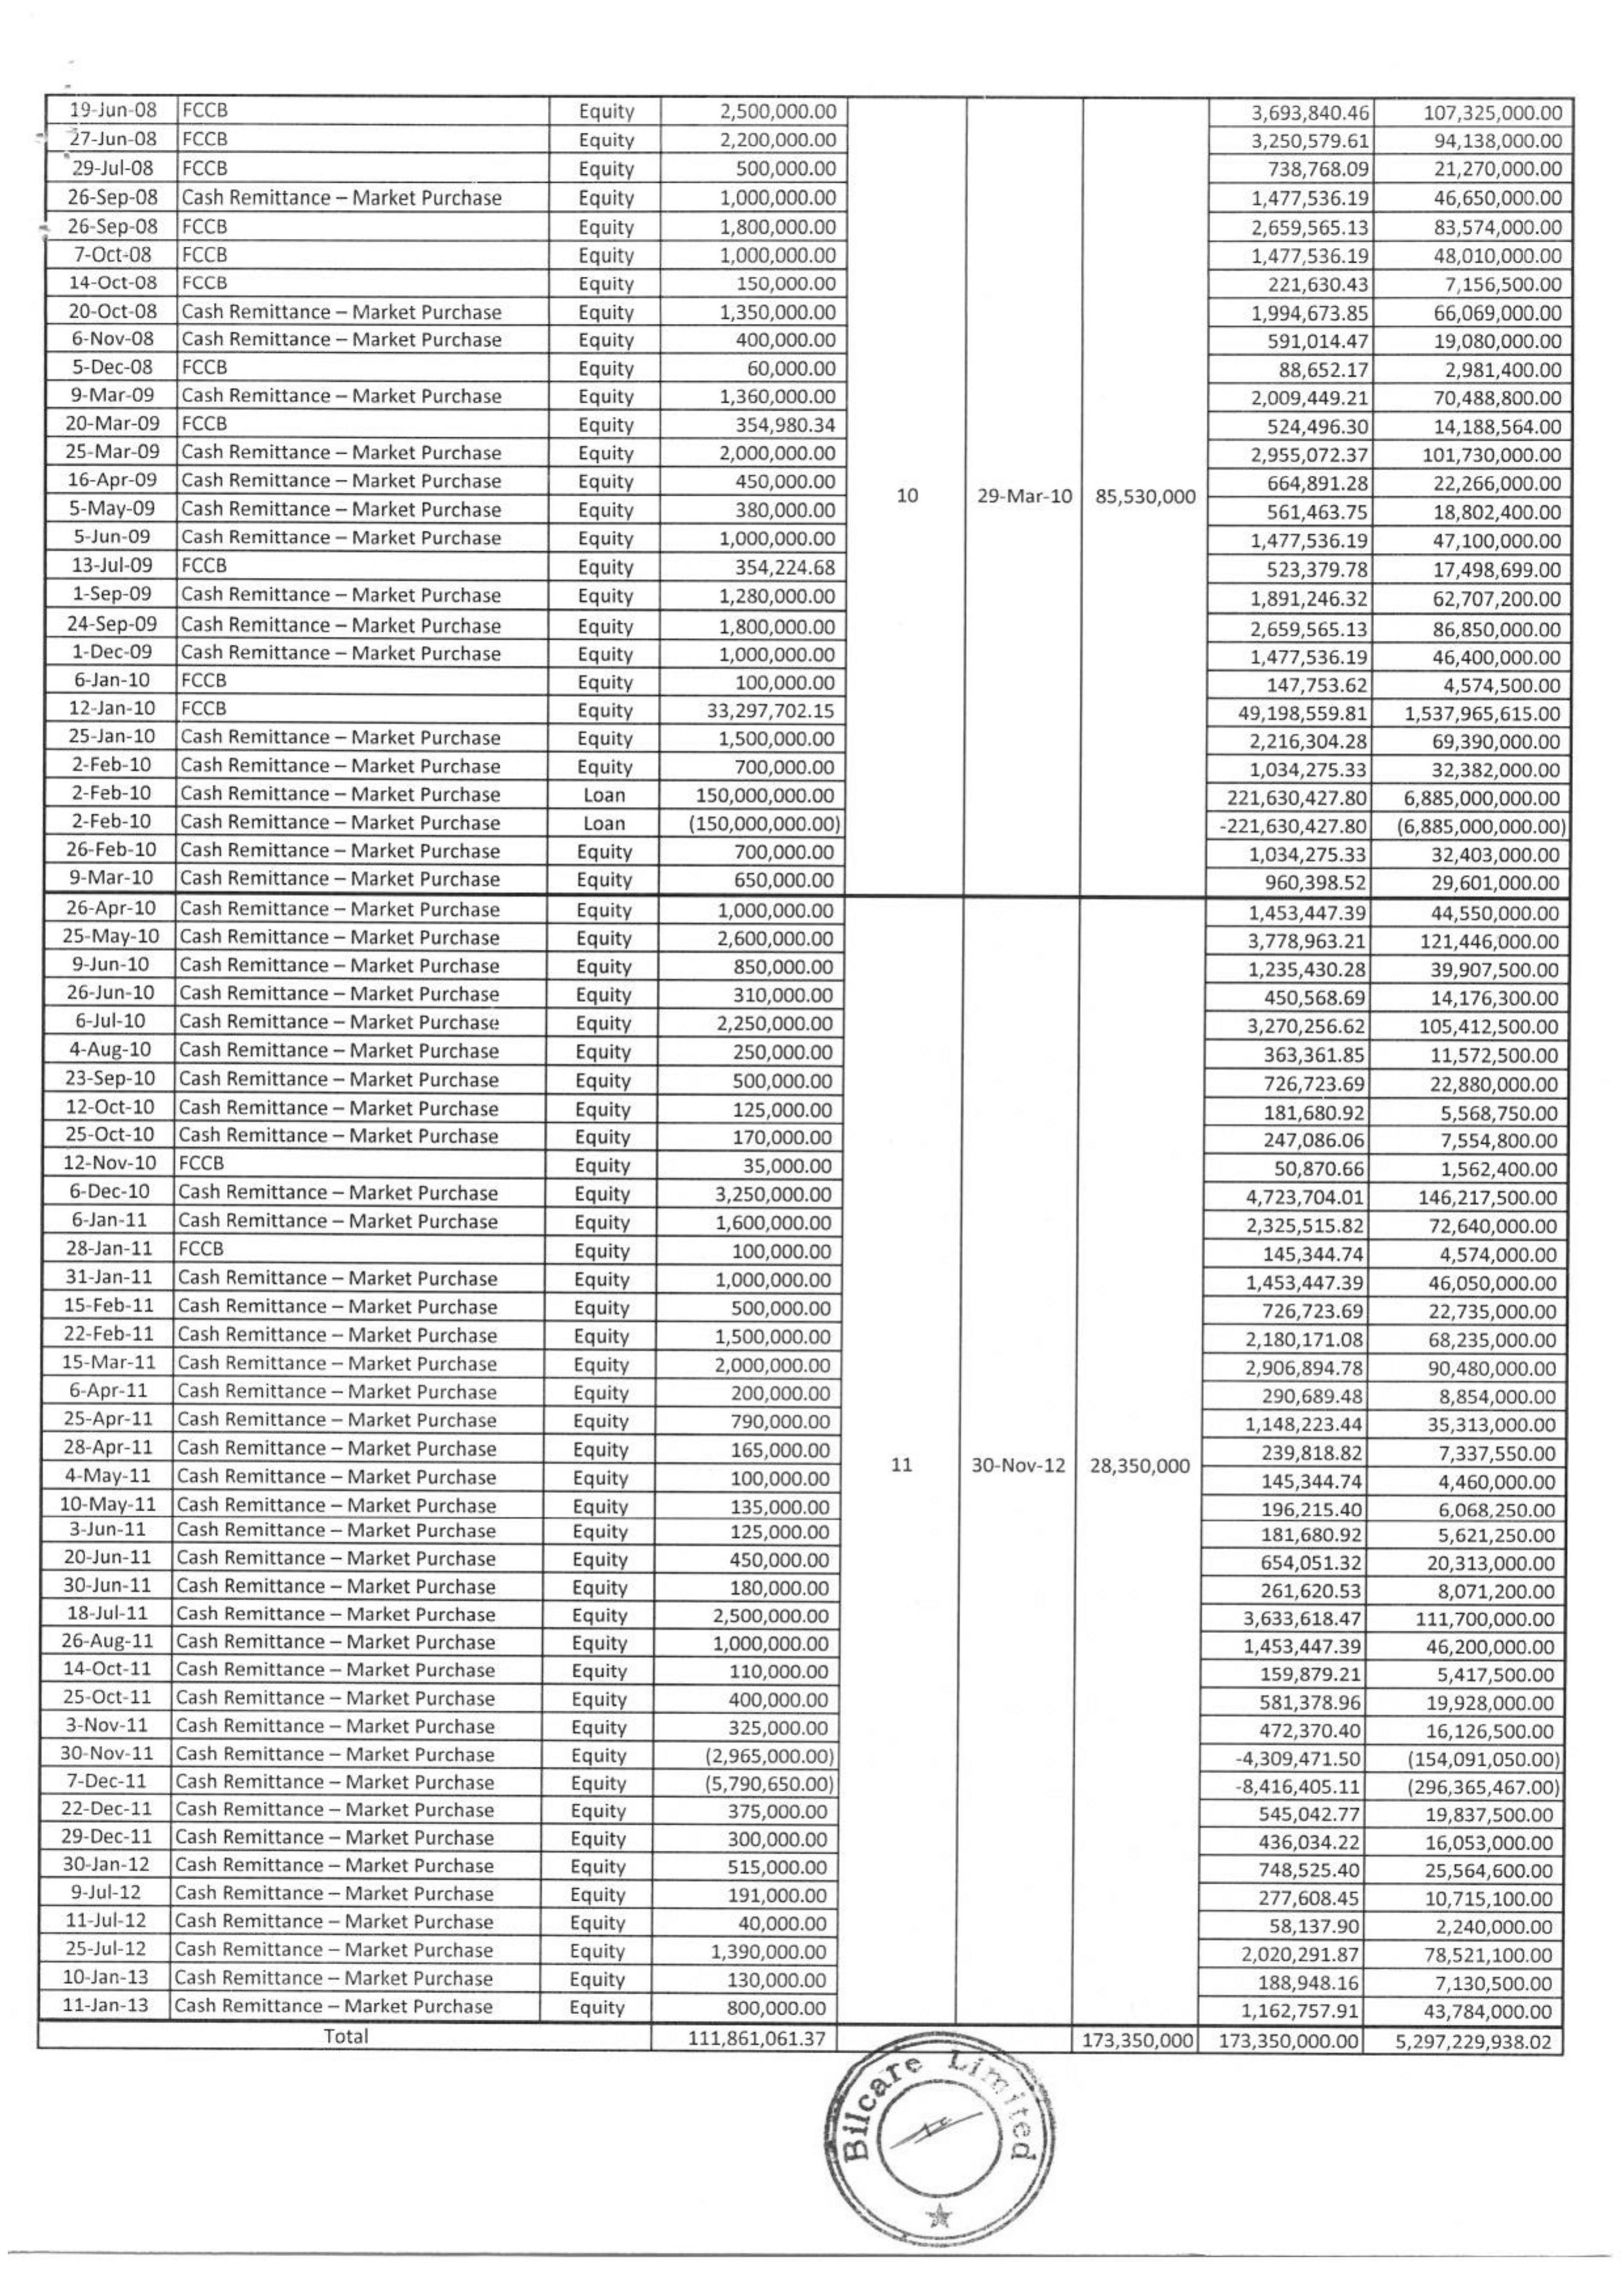 19-Jun-08 FCCB Equity 2,500,000.00 3,693,840.46 107,325,000.00
27-Jun-08 FCCB Equity 2,200,000.00 3,250,579.61 94,138,000.00
29-Jul-08 FCCB Equity 500,000.00 738,768.09 21,270,000.00
26-Sep-08 Cash Remittance – Market Purchase Equity 1,000,000.00 1,477,536.19 46,650,000.00
26-Sep-08 FCCB Equity 1,800,000.00 2,659,565.13 83,574,000.00
7-Oct-08 FCCB Equity 1,000,000.00 1,477,536.19 48,010,000.00
14-Oct-08 FCCB Equity 150,000.00 221,630.43 7,156,500.00
20-Oct-08 Cash Remittance – Market Purchase Equity 1,350,000.00 1,994,673.85 66,069,000.00
6-Nov-08 Cash Remittance – Market Purchase Equity 400,000.00 591,014.47 19,080,000.00
5-Dec-08 FCCB Equity 60,000.00 88,652.17 2,981,400.00
9-Mar-09 Cash Remittance – Market Purchase Equity 1,360,000.00 2,009,449.21 70,488,800.00
20-Mar-09 FCCB Equity 354,980.34 524,496.30 14,188,564.00
25-Mar-09 Cash Remittance – Market Purchase Equity 2,000,000.00 2,955,072.37 101,730,000.00
16-Apr-09 Cash Remittance – Market Purchase Equity 450,000.00 664,891.28 22,266,000.00
10 29-Mar-10 85,530,000
5-May-09 Cash Remittance – Market Purchase Equity 380,000.00 561,463.75 18,802,400.00
5-Jun-09 Cash Remittance – Market Purchase Equity 1,000,000.00 1,477,536.19 47,100,000.00
13-Jul-09 FCCB Equity 354,224.68 523,379.78 17,498,699.00
1-Sep-09 Cash Remittance – Market Purchase Equity 1,280,000.00 1,891,246.32 62,707,200.00
24-Sep-09 Cash Remittance – Market Purchase Equity 1,800,000.00 2,659,565.13 86,850,000.00
1-Dec-09 Cash Remittance – Market Purchase Equity 1,000,000.00 1,477,536.19 46,400,000.00
6-Jan-10 FCCB Equity 100,000.00 147,753.62 4,574,500.00
12-Jan-10 FCCB Equity 33,297,702.15 49,198,559.81 1,537,965,615.00
25-Jan-10 Cash Remittance – Market Purchase Equity 1,500,000.00 2,216,304.28 69,390,000.00
2-Feb-10 Cash Remittance – Market Purchase Equity 700,000.00 1,034,275.33 32,382,000.00
2-Feb-10 Cash Remittance – Market Purchase Loan 150,000,000.00 221,630,427.80 6,885,000,000.00
2-Feb-10 Cash Remittance – Market Purchase Loan (150,000,000.00) -221,630,427.80 (6,885,000,000.00)
26-Feb-10 Cash Remittance – Market Purchase Equity 700,000.00 1,034,275.33 32,403,000.00
9-Mar-10 Cash Remittance – Market Purchase Equity 650,000.00 960,398.52 29,601,000.00
26-Apr-10 Cash Remittance – Market Purchase Equity 1,000,000.00 1,453,447.39 44,550,000.00
25-May-10 Cash Remittance – Market Purchase Equity 2,600,000.00 3,778,963.21 121,446,000.00
9-Jun-10 Cash Remittance – Market Purchase Equity 850,000.00 1,235,430.28 39,907,500.00
26-Jun-10 Cash Remittance – Market Purchase Equity 310,000.00 450,568.69 14,176,300.00
6-Jul-10 Cash Remittance – Market Purchase Equity 2,250,000.00 3,270,256.62 105,412,500.00
4-Aug-10 Cash Remittance – Market Purchase Equity 250,000.00 363,361.85 11,572,500.00
23-Sep-10 Cash Remittance – Market Purchase Equity 500,000.00 726,723.69 22,880,000.00
12-Oct-10 Cash Remittance – Market Purchase Equity 125,000.00 181,680.92 5,568,750.00
25-Oct-10 Cash Remittance – Market Purchase Equity 170,000.00 247,086.06 7,554,800.00
12-Nov-10 FCCB Equity 35,000.00 50,870.66 1,562,400.00
6-Dec-10 Cash Remittance – Market Purchase Equity 3,250,000.00 4,723,704.01 146,217,500.00
6-Jan-11 Cash Remittance – Market Purchase Equity 1,600,000.00 2,325,515.82 72,640,000.00
28-Jan-11 FCCB Equity 100,000.00 145,344.74 4,574,000.00
31-Jan-11 Cash Remittance – Market Purchase Equity 1,000,000.00 1,453,447.39 46,050,000.00
15-Feb-11 Cash Remittance – Market Purchase Equity 500,000.00 726,723.69 22,735,000.00
22-Feb-11 Cash Remittance – Market Purchase Equity 1,500,000.00 2,180,171.08 68,235,000.00
15-Mar-11 Cash Remittance – Market Purchase Equity 2,000,000.00 2,906,894.78 90,480,000.00
6-Apr-11 Cash Remittance – Market Purchase Equity 200,000.00 290,689.48 8,854,000.00
25-Apr-11 Cash Remittance – Market Purchase Equity 790,000.00 1,148,223.44 35,313,000.00
28-Apr-11 Cash Remittance – Market Purchase Equity 165,000.00 239,818.82 7,337,550.00
11 30-Nov-12 28,350,000
4-May-11 Cash Remittance – Market Purchase Equity 100,000.00 145,344.74 4,460,000.00
10-May-11 Cash Remittance – Market Purchase Equity 135,000.00 196,215.40 6,068,250.00
3-Jun-11 Cash Remittance – Market Purchase Equity 125,000.00 181,680.92 5,621,250.00
20-Jun-11 Cash Remittance – Market Purchase Equity 450,000.00 654,051.32 20,313,000.00
30-Jun-11 Cash Remittance – Market Purchase Equity 180,000.00 261,620.53 8,071,200.00
18-Jul-11 Cash Remittance – Market Purchase Equity 2,500,000.00 3,633,618.47 111,700,000.00
26-Aug-11 Cash Remittance – Market Purchase Equity 1,000,000.00 1,453,447.39 46,200,000.00
14-Oct-11 Cash Remittance – Market Purchase Equity 110,000.00 159,879.21 5,417,500.00
25-Oct-11 Cash Remittance – Market Purchase Equity 400,000.00 581,378.96 19,928,000.00
3-Nov-11 Cash Remittance – Market Purchase Equity 325,000.00 472,370.40 16,126,500.00
30-Nov-11 Cash Remittance – Market Purchase Equity (2,965,000.00) -4,309,471.50 (154,091,050.00)
7-Dec-11 Cash Remittance – Market Purchase Equity (5,790,650.00) -8,416,405.11 (296,365,467.00)
22-Dec-11 Cash Remittance – Market Purchase Equity 375,000.00 545,042.77 19,837,500.00
29-Dec-11 Cash Remittance – Market Purchase Equity 300,000.00 436,034.22 16,053,000.00
30-Jan-12 Cash Remittance – Market Purchase Equity 515,000.00 748,525.40 25,564,600.00
9-Jul-12 Cash Remittance – Market Purchase Equity 191,000.00 277,608.45 10,715,100.00
11-Jul-12 Cash Remittance – Market Purchase Equity 40,000.00 58,137.90 2,240,000.00
25-Jul-12 Cash Remittance – Market Purchase Equity 1,390,000.00 2,020,291.87 78,521,100.00
10-Jan-13 Cash Remittance – Market Purchase Equity 130,000.00 188,948.16 7,130,500.00
11-Jan-13 Cash Remittance – Market Purchase Equity 800,000.00 1,162,757.91 43,784,000.00
Total 111,861,061.37 173,350,000 173,350,000.00 5,297,229,938.02
Bilcare Limited